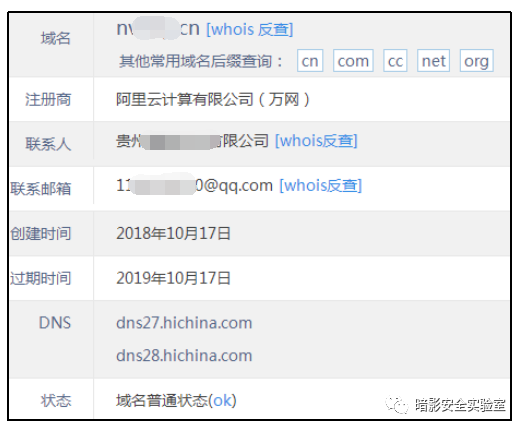 域名 nv cn [whois 反查]
其他常用域名后缀查询： cn com cc net org
注册商 阿里云计算有限公司（万网）
联系人 贵州 有限公司 [whois反查]
联系邮箱 11 0@qq.com [whois反查]
创建时间 2018年10月17日
过期时间 2019年10月17日
DNS dns27.hichina.com
dns28.hichina.com
状态 域名普通状态(ok)
暗影安全实验室